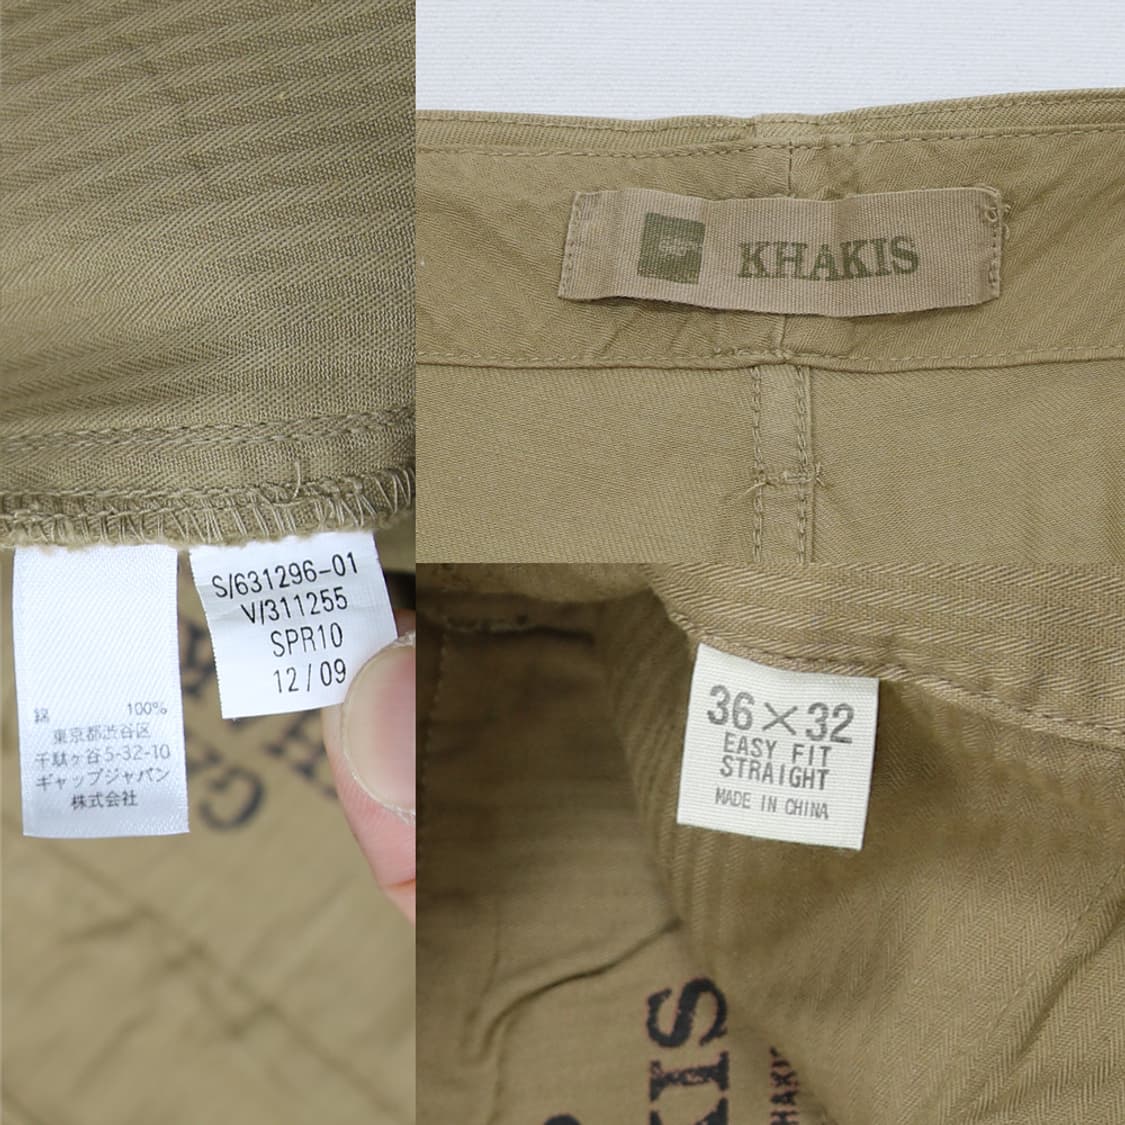 KHAKIS
S/631296-01
V/311255
SPR10
12/09
綿 100%
東京都渋谷区
千駄ヶ谷5-32-10
ギャップジャパン
株式会社
36×32
EASY FIT
STRAIGHT
MADE IN CHINA